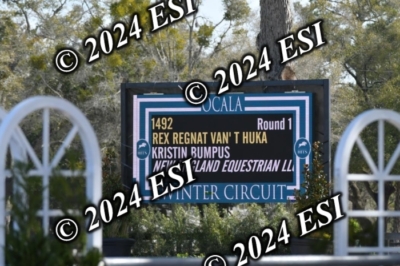 © 2024 ESI
© 2024 ESI
OCALA
1492 Round 1
REX REGNAT VAN'T HUKA
KRISTIN BUMPUS
NEW ENGLAND EQUESTRIAN LL
WINTER CIRCUIT
© 2024 ESI
© 2024 ESI
© 2024 ESI